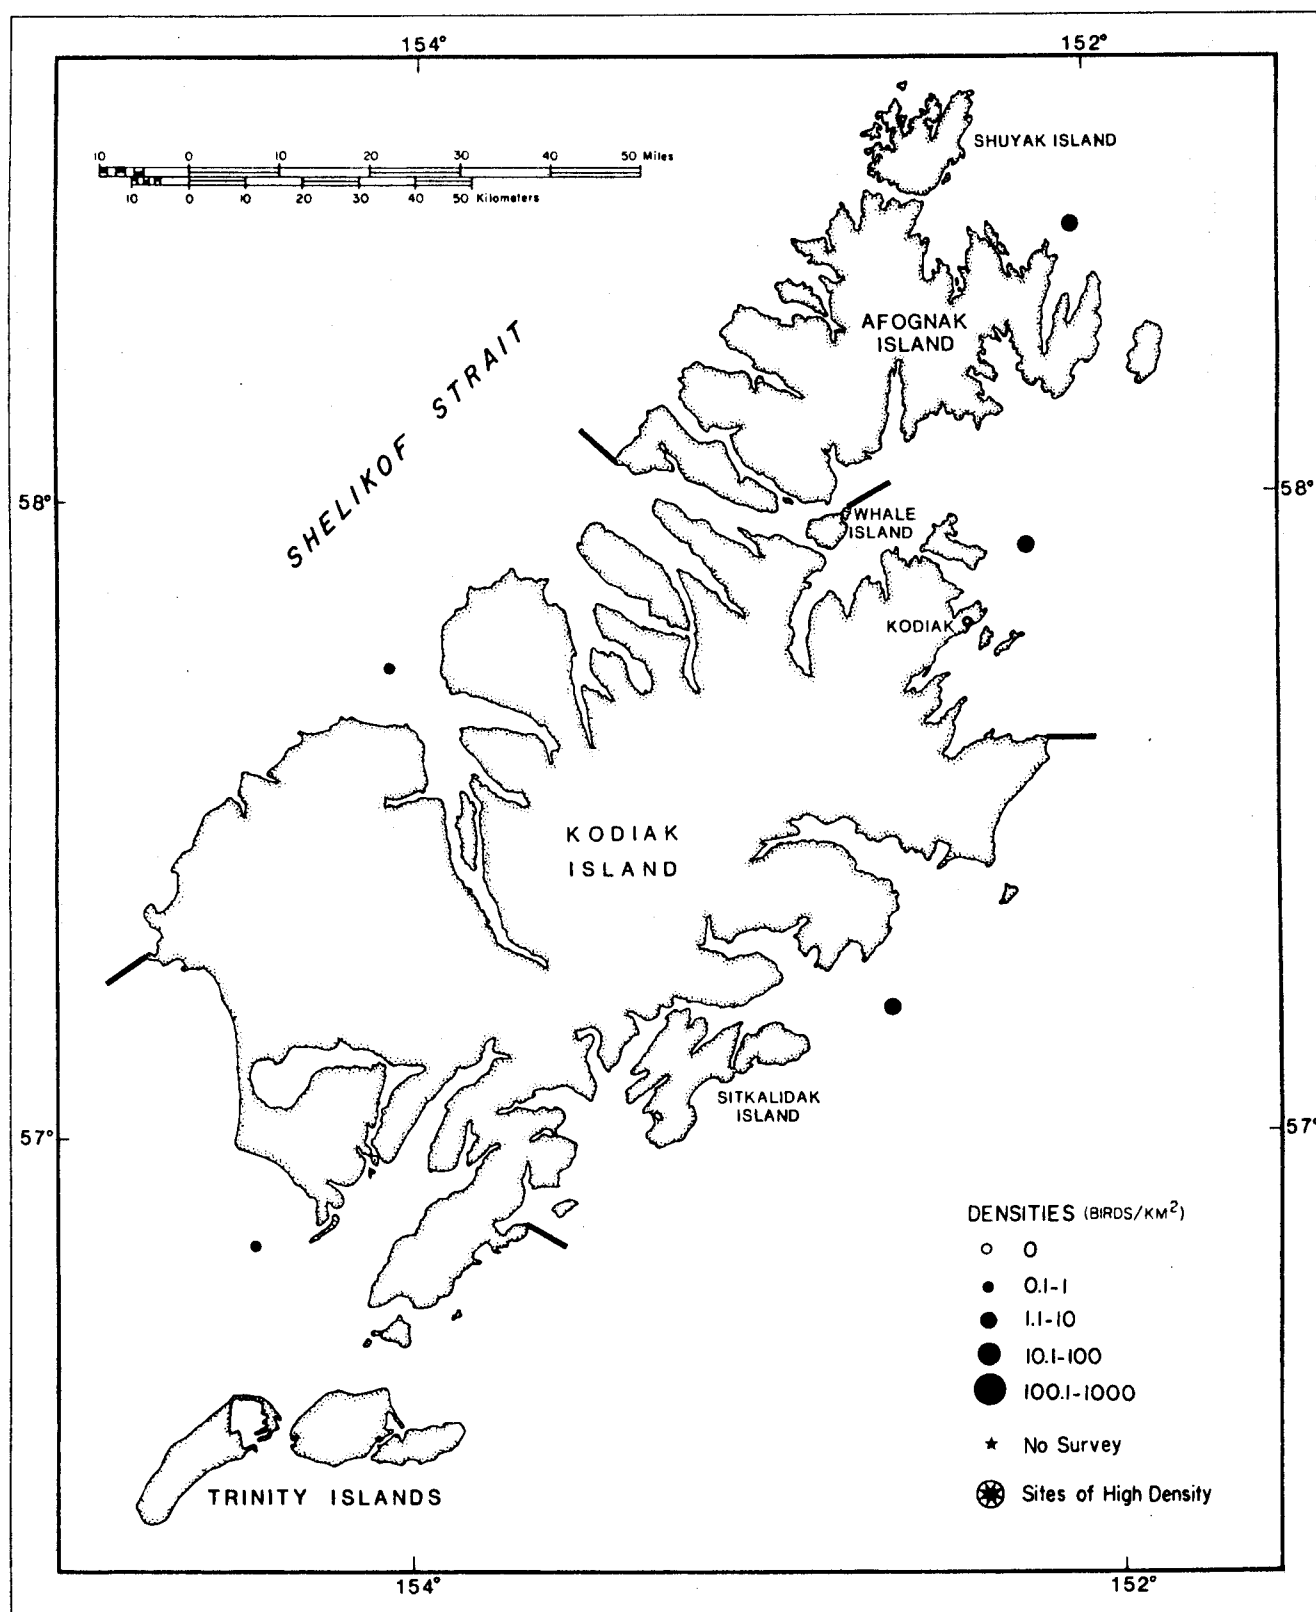 154°
152°
SHUYAK ISLAND
10 0 10 20 30 40 50 Miles
10 0 10 20 30 40 50 Kilometers
AFOGNAK
ISLAND
SHELIKOF STRAIT
58°
58°
WHALE
ISLAND
KODIAK
KODIAK
ISLAND
SITKALIDAK
ISLAND
57°
57°
DENSITIES (BIRDS/KM²)
0
0.1-1
1.1-10
10.1-100
100.1-1000
No Survey
Sites of High Density
TRINITY ISLANDS
154°
152°